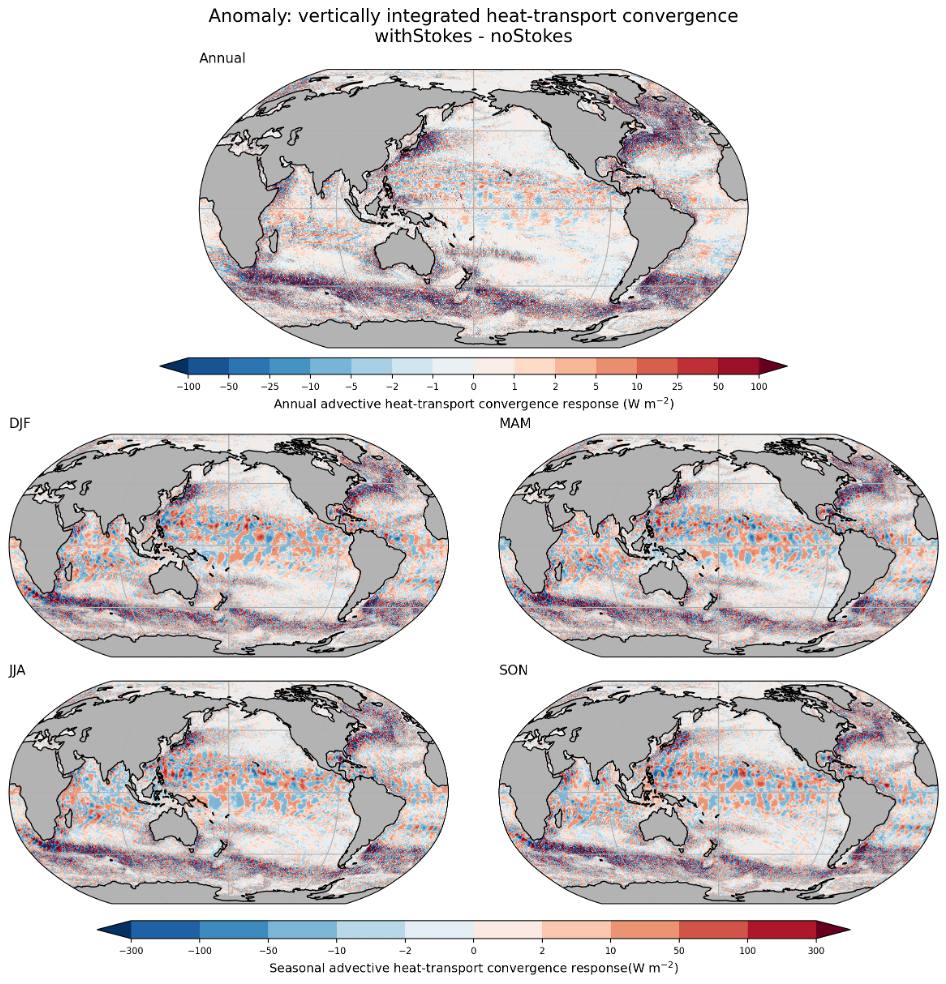 Anomaly: vertically integrated heat-transport convergence
withStokes - noStokes
Annual
−100 −50 −25 −10 −5 −2 −1 0 1 2 5 10 25 50 100
Annual advective heat-transport convergence response (W m⁻²)
DJF MAM
JJA SON
−300 −100 −50 −10 −2 0 2 10 50 100 300
Seasonal advective heat-transport convergence response(W m⁻²)